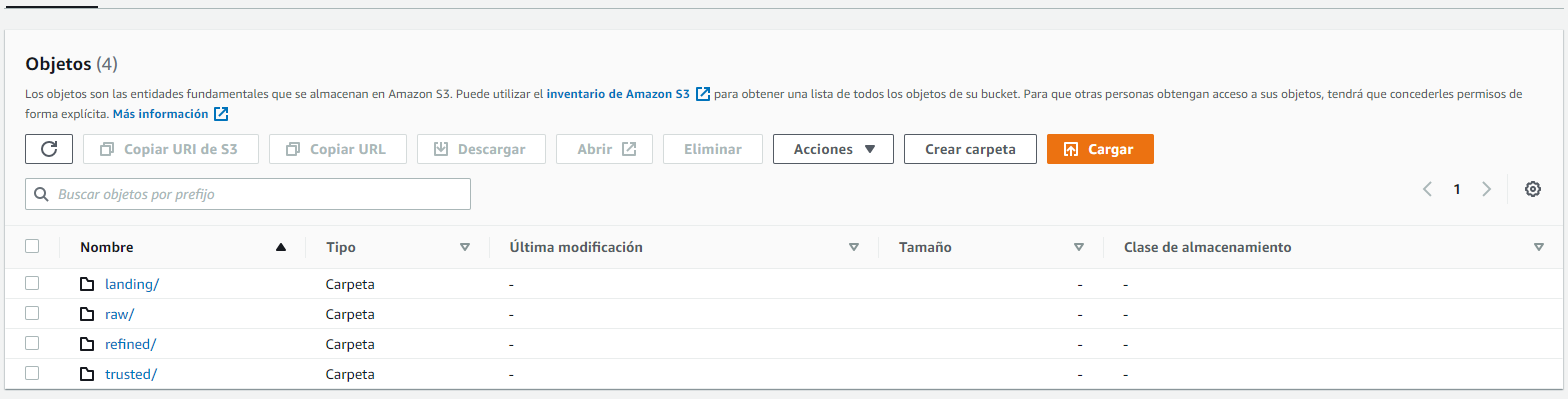 Objetos (4)
Los objetos son las entidades fundamentales que se almacenan en Amazon S3. Puede utilizar el inventario de Amazon S3 para obtener una lista de todos los objetos de su bucket. Para que otras personas obtengan acceso a sus objetos, tendrá que concederles permisos de
forma explícita. Más información
Copiar URI de S3 Copiar URL Descargar Abrir Eliminar Acciones Crear carpeta Cargar
Buscar objetos por prefijo 1
Nombre Tipo Última modificación Tamaño Clase de almacenamiento
landing/ Carpeta - - -
raw/ Carpeta - - -
refined/ Carpeta - - -
trusted/ Carpeta - - -